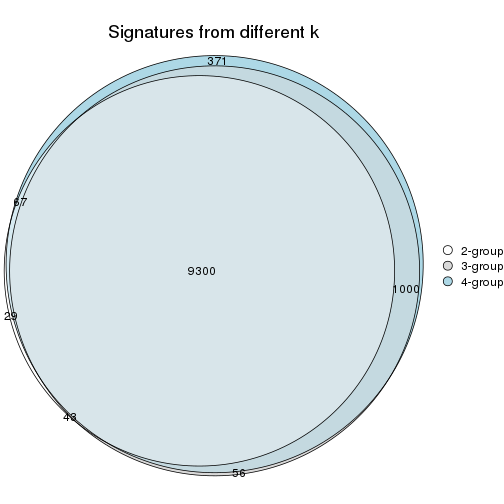 Signatures from different k
371
67
9300
1000
29
43
56
2-group
3-group
4-group